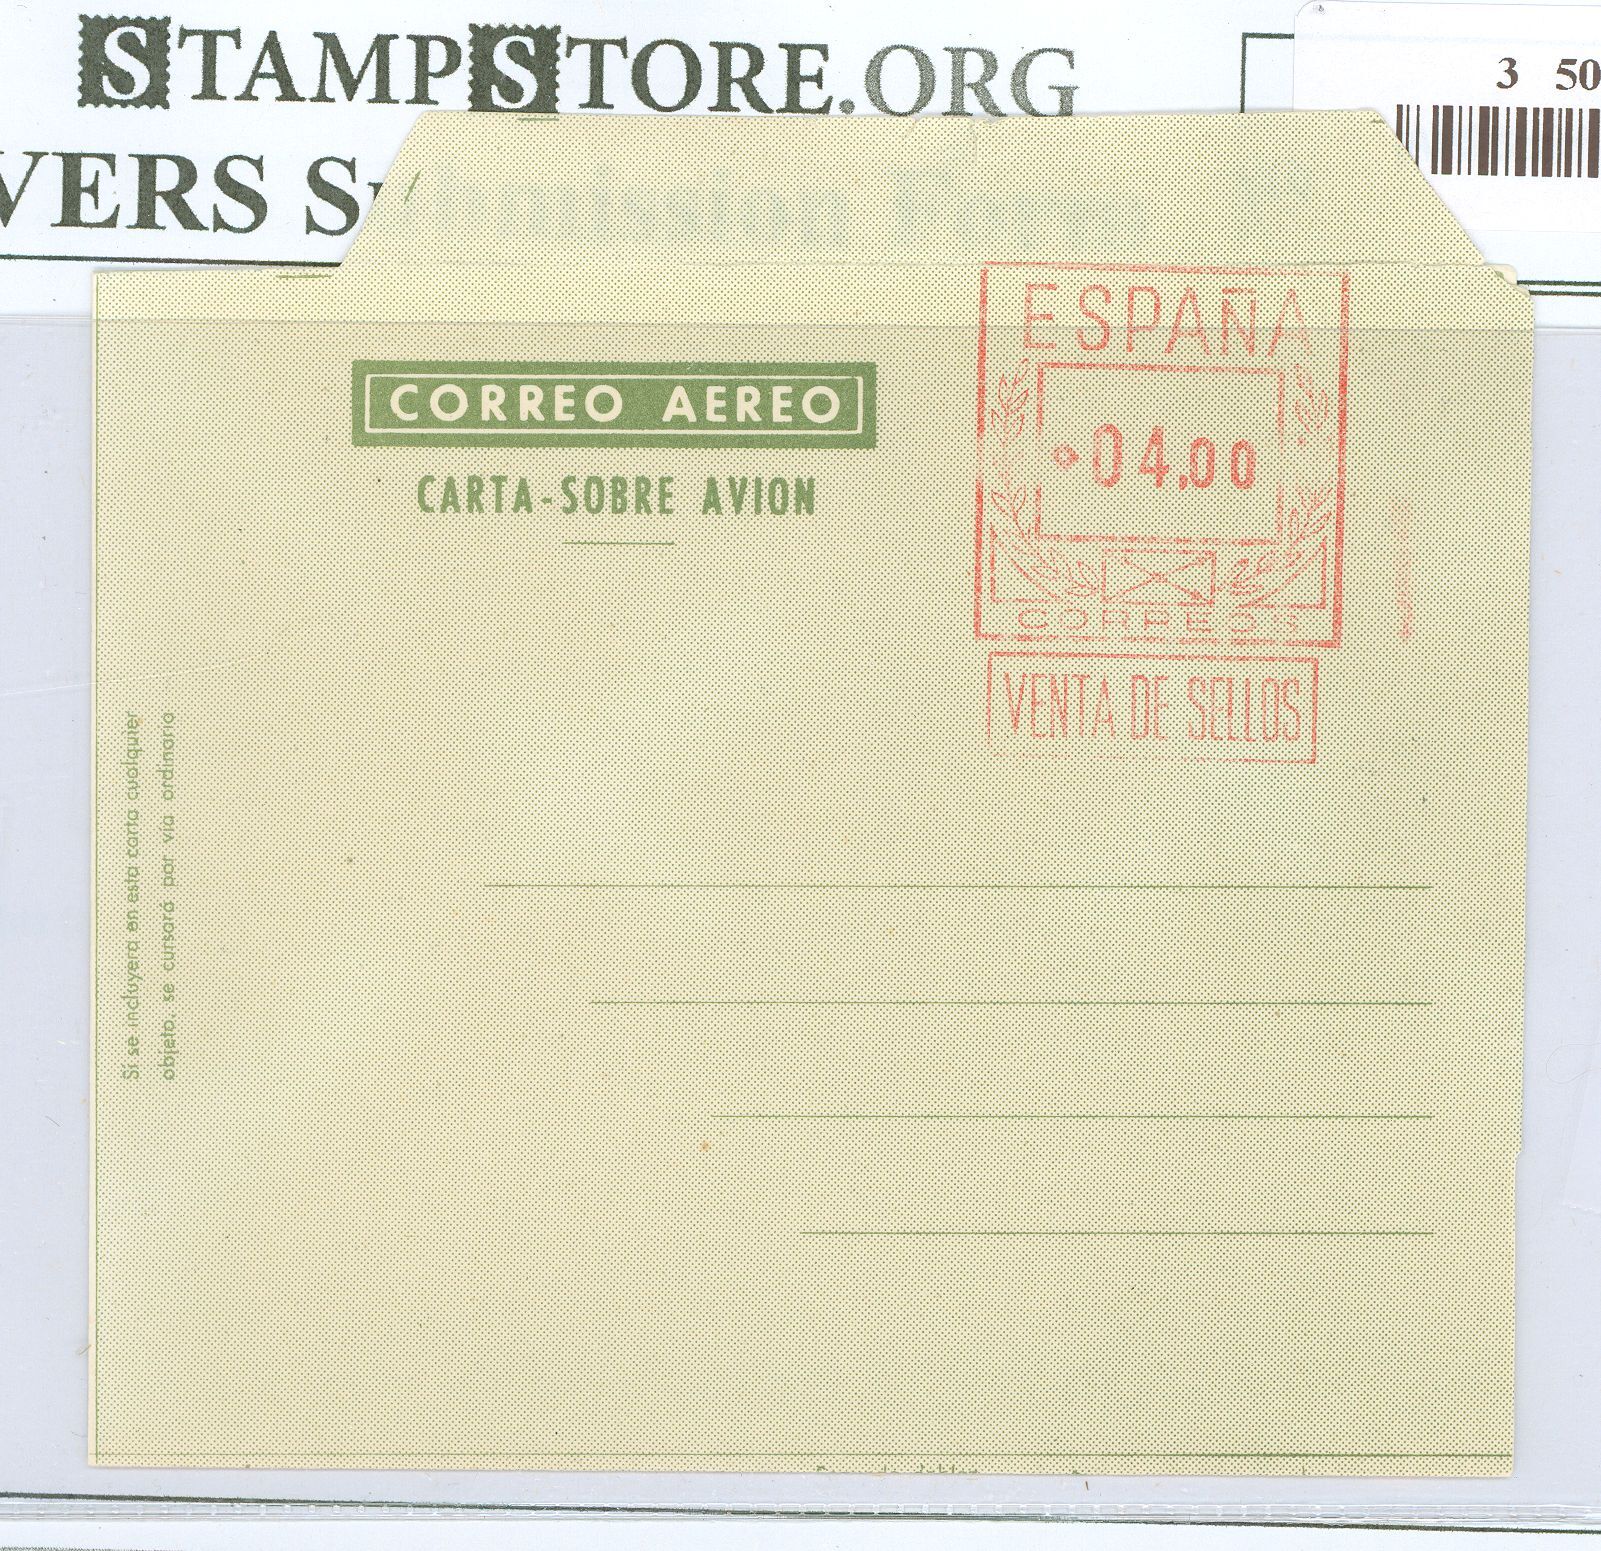 STAMPSTORE.ORG
3 50
VERS S
ESPAÑA
CORREO AEREO
04.00
CARTA-SOBRE AVION
CORREOS
VENTA DE SELLOS
Si se incluyera en esta carta cualquier
objeto, se cursará por vía ordinario